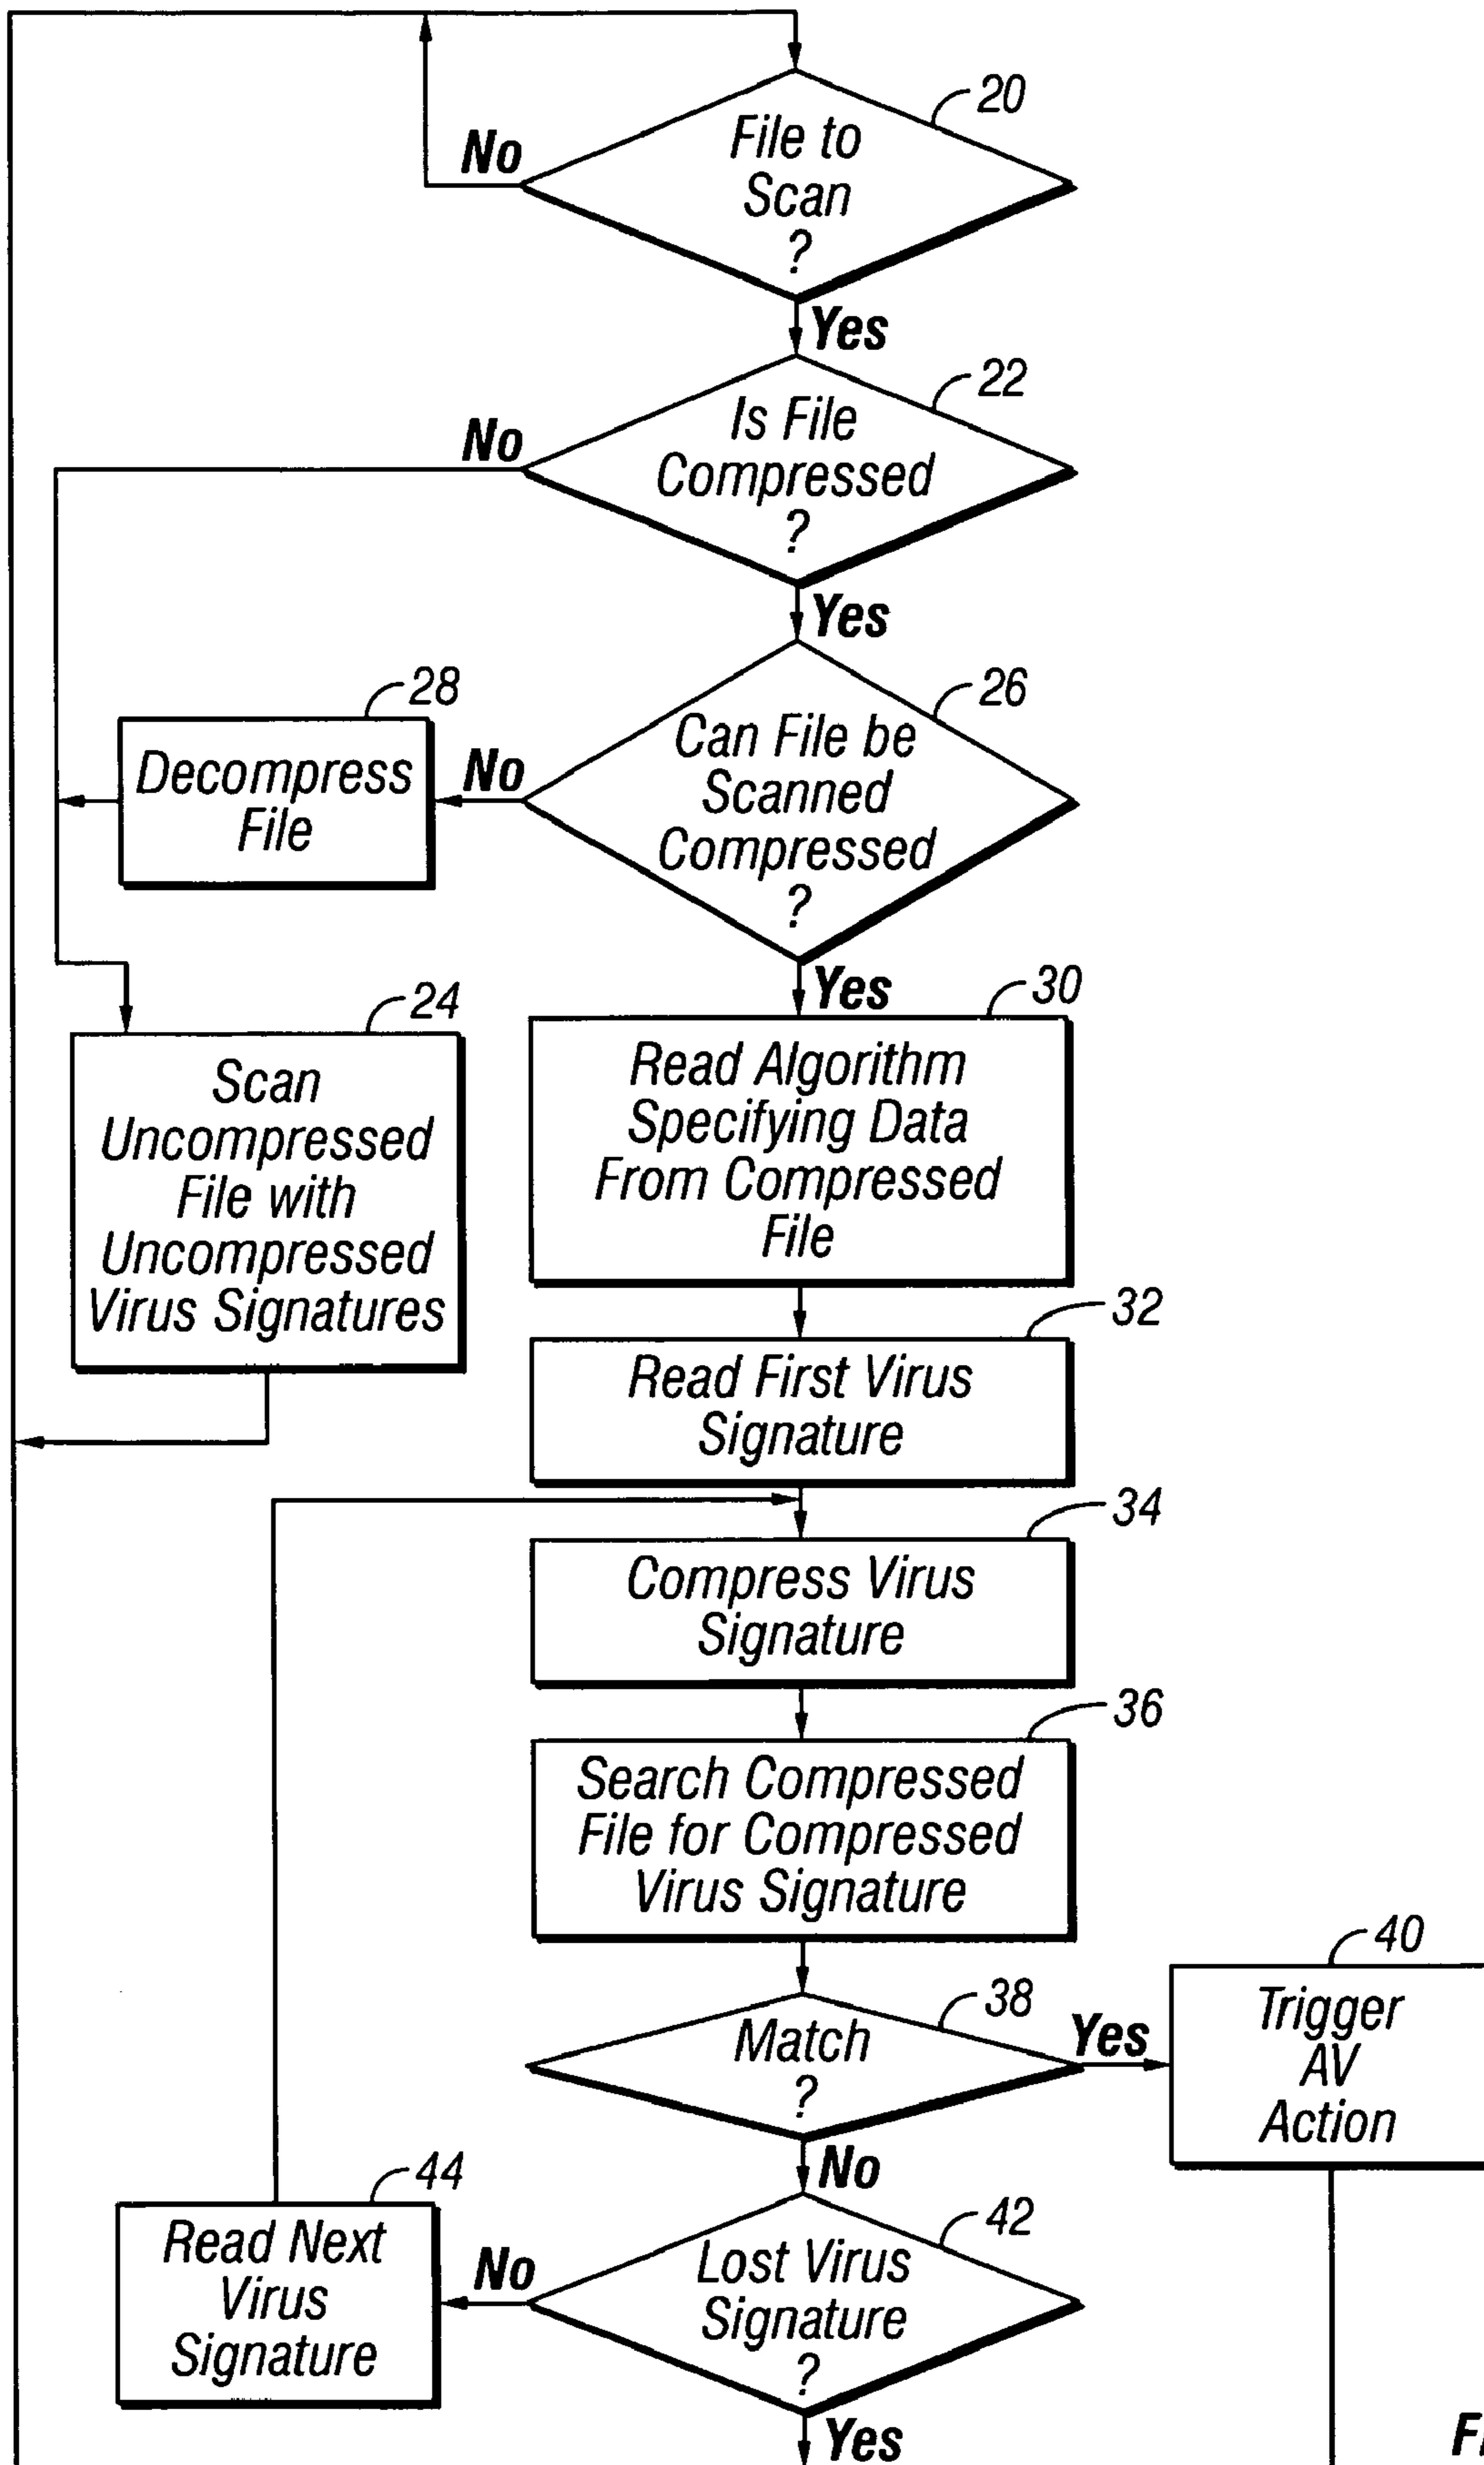 20
File to
Scan
?
No
Yes
22
Is File
Compressed
?
No
Yes
26
Can File be
Scanned
Compressed
?
No
28
Decompress
File
Yes
24
Scan
Uncompressed
File with
Uncompressed
Virus Signatures
30
Read Algorithm
Specifying Data
From Compressed
File
32
Read First Virus
Signature
34
Compress Virus
Signature
36
Search Compressed
File for Compressed
Virus Signature
38
Match
?
Yes
40
Trigger
AV
Action
No
42
Lost Virus
Signature
?
No
44
Read Next
Virus
Signature
Yes